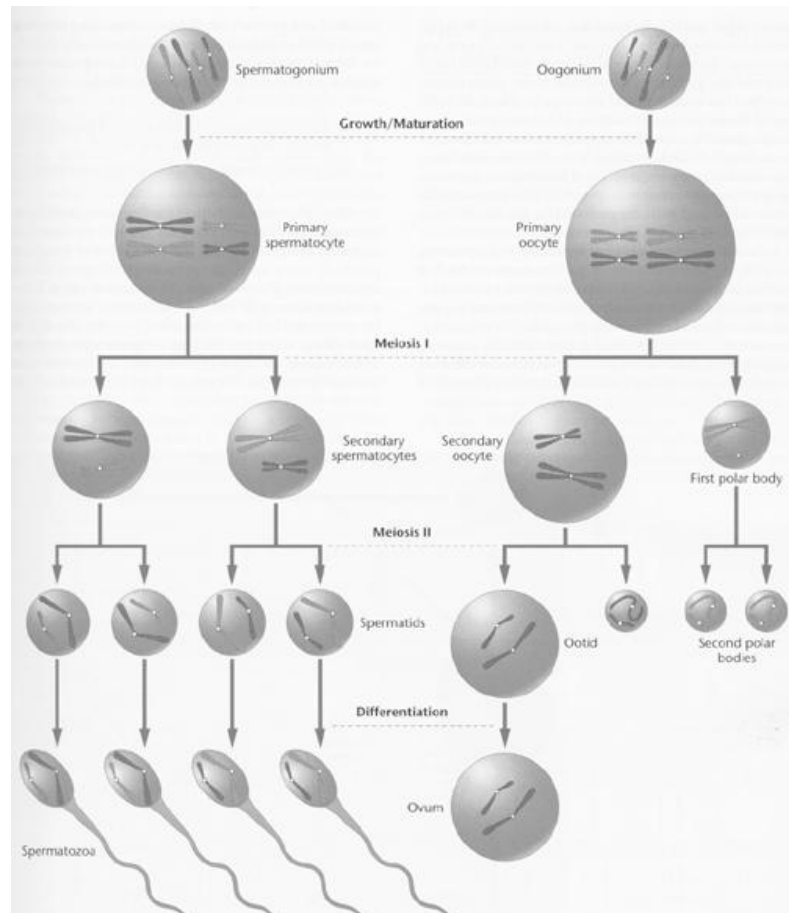 Spermatogonium
Oogonium
Growth/Maturation
Primary
spermatocyte
Primary
oocyte
Meiosis I
Secondary
spermatocytes
Secondary
oocyte
First polar body
Meiosis II
Spermatids
Ootid
Second polar
bodies
Differentiation
Ovum
Spermatozoa